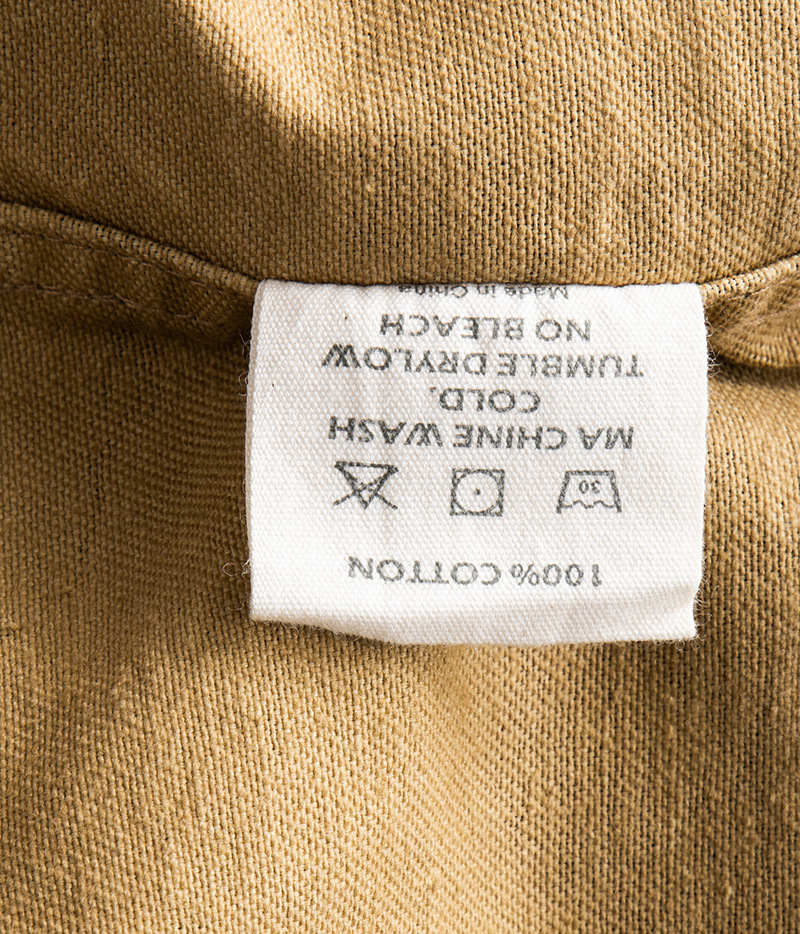 100% COTTON
30
MA CHINE WASH
COLD.
TUMBLE DRYLOW
NO BLEACH
Made in China